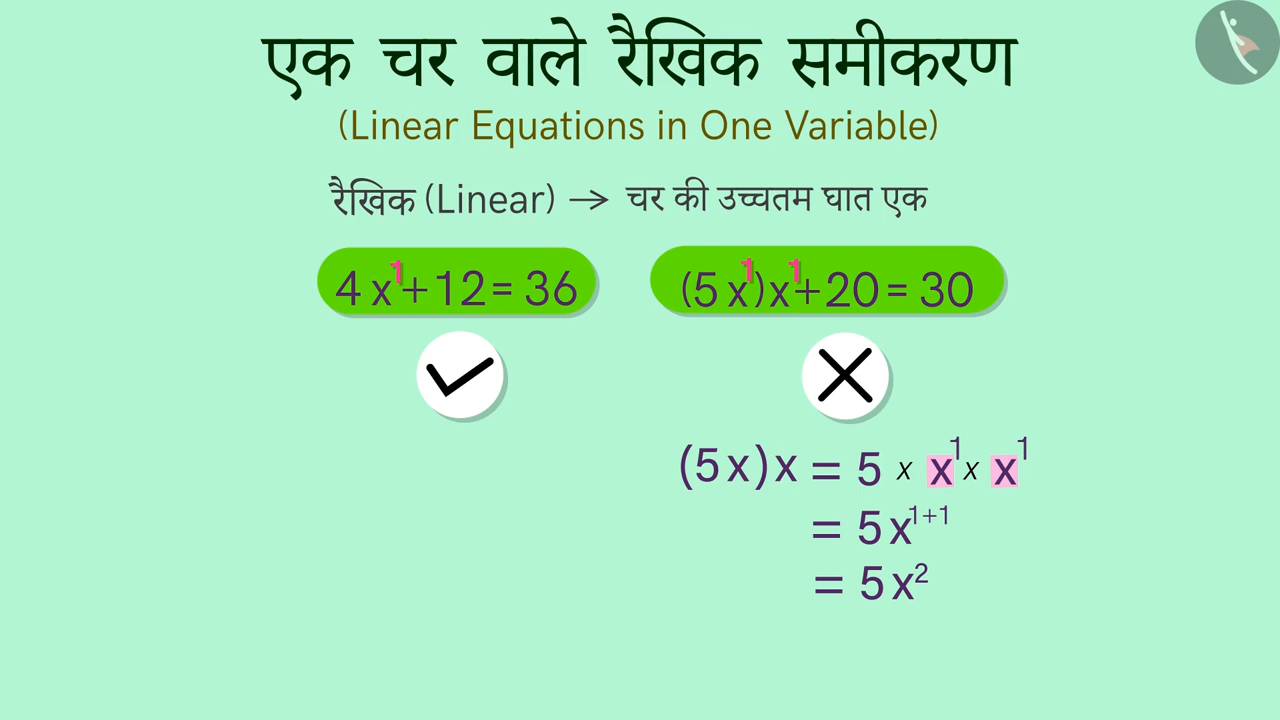 एक चर वाले रैखिक समीकरण
(Linear Equations in One Variable)
रैखिक (Linear) → चर की उच्चतम घात एक
4x¹+12=36
(5x¹)x¹+20=30
(5x)x = 5 × x¹ × x¹
= 5x¹⁺¹
= 5x²